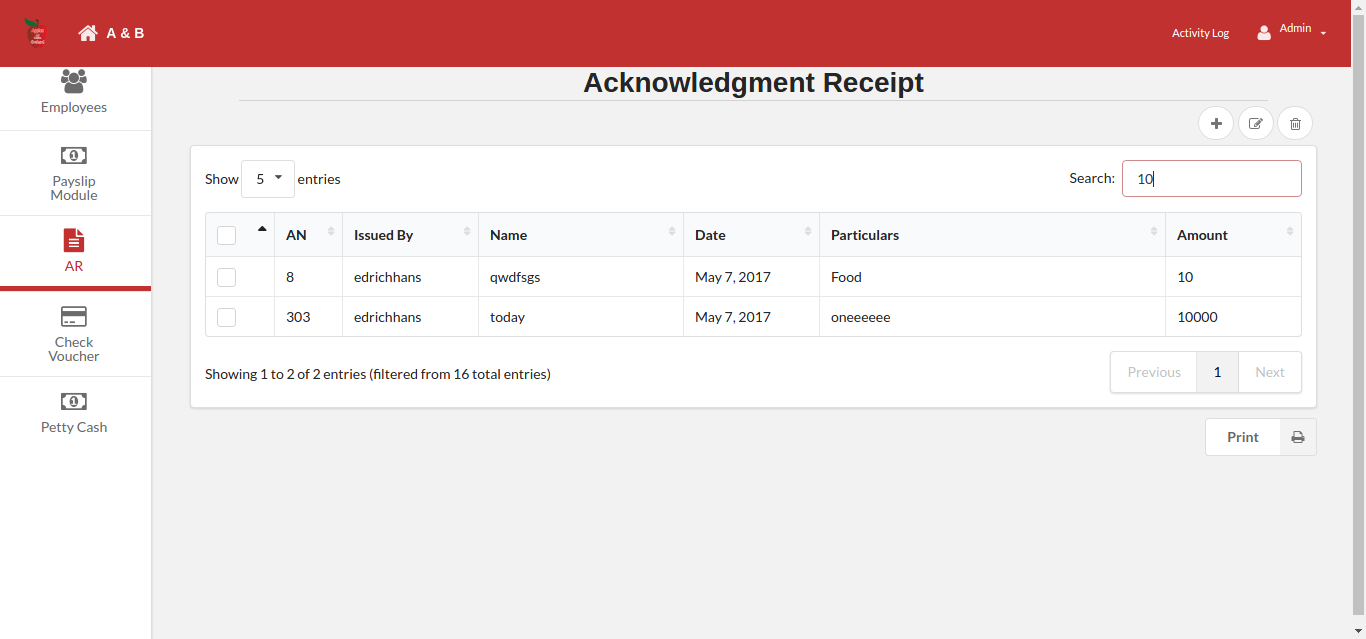 A & B
Activity Log
Admin
Employees
Payslip
Module
AR
Check
Voucher
Petty Cash
Acknowledgment Receipt
Show 5 entries
Search: 10
AN Issued By Name Date Particulars Amount
8 edrichhans qwdfsgs May 7, 2017 Food 10
303 edrichhans today May 7, 2017 oneeeeee 10000
Showing 1 to 2 of 2 entries (filtered from 16 total entries)
Previous 1 Next
Print